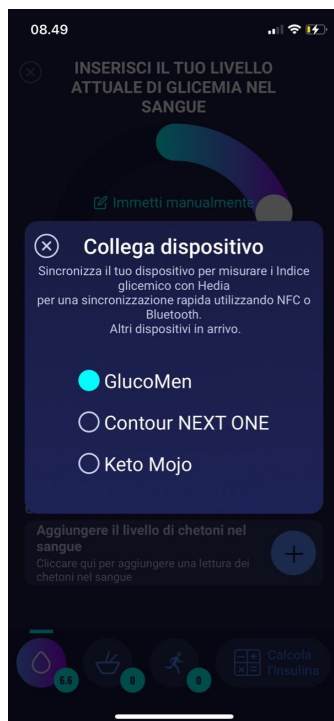 08.49
INSERISCI IL TUO LIVELLO
ATTUALE DI GLICEMIA NEL
SANGUE
Immetti manualmente
Collega dispositivo
Sincronizza il tuo dispositivo per misurare i Indice
glicemico con Hedia
per una sincronizzazione rapida utilizzando NFC o
Bluetooth.
Altri dispositivi in arrivo.
GlucoMen
Contour NEXT ONE
Keto Mojo
Aggiungere il livello di chetoni nel
sangue
Cliccare qui per aggiungere una lettura dei
chetoni nel sangue
6.6
0
0
Calcola
l'insulina